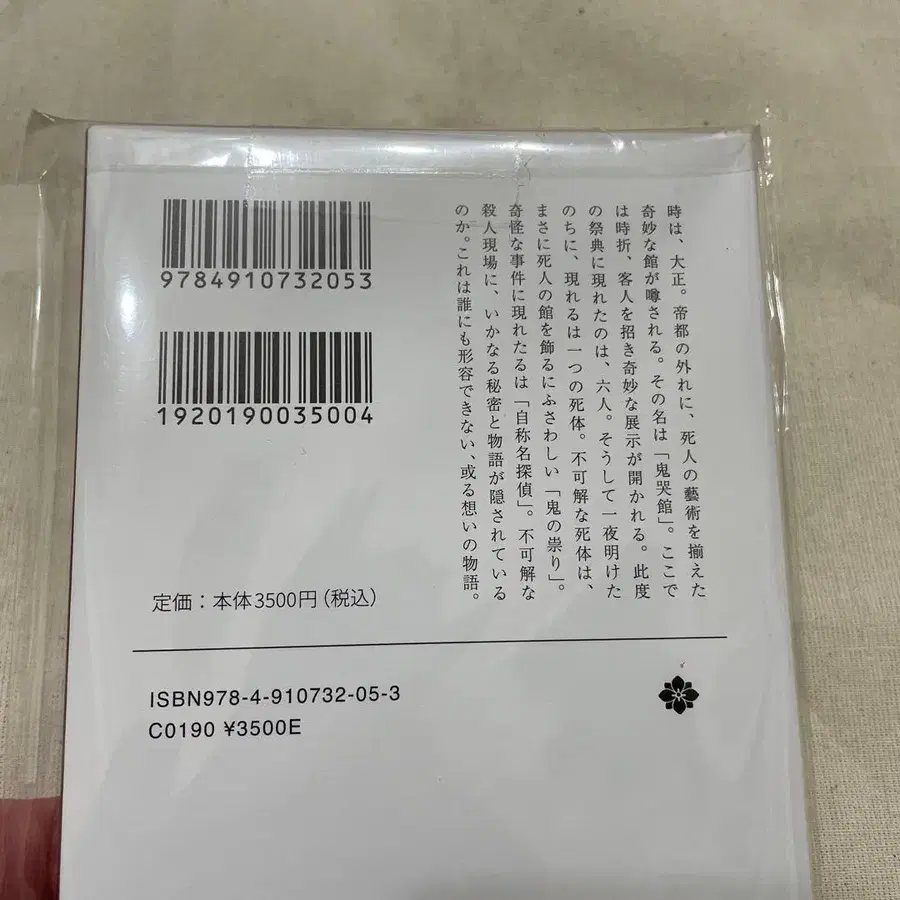 9784910732053
1920190035004
時は、大正。帝都の外れに、死人の藝術を揃えた
奇妙な館が噂される。その名は「鬼哭館」。ここで
は時折、客人を招き奇妙な展示が開かれる。此度
の祭典に現れたのは、六人。そうして一夜明けた
のちに、現れるは一つの死体。不可解な死体は、
まさに死人の館を飾るにふさわしい「鬼の祟り」。
奇怪な事件に現れたるは「自称名探偵」。不可解な
殺人現場に、いかなる秘密と物語が隠されている
のか。これは誰にも形容できない、或る想いの物語。
定価：本体3500円（税込）
ISBN978-4-910732-05-3
C0190 ¥3500E